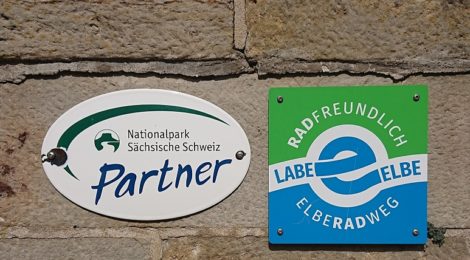 Nationalpark
Sächsische Schweiz
Partner
RADFREUNDLICH
LABE ELBE
ELBERADWEG